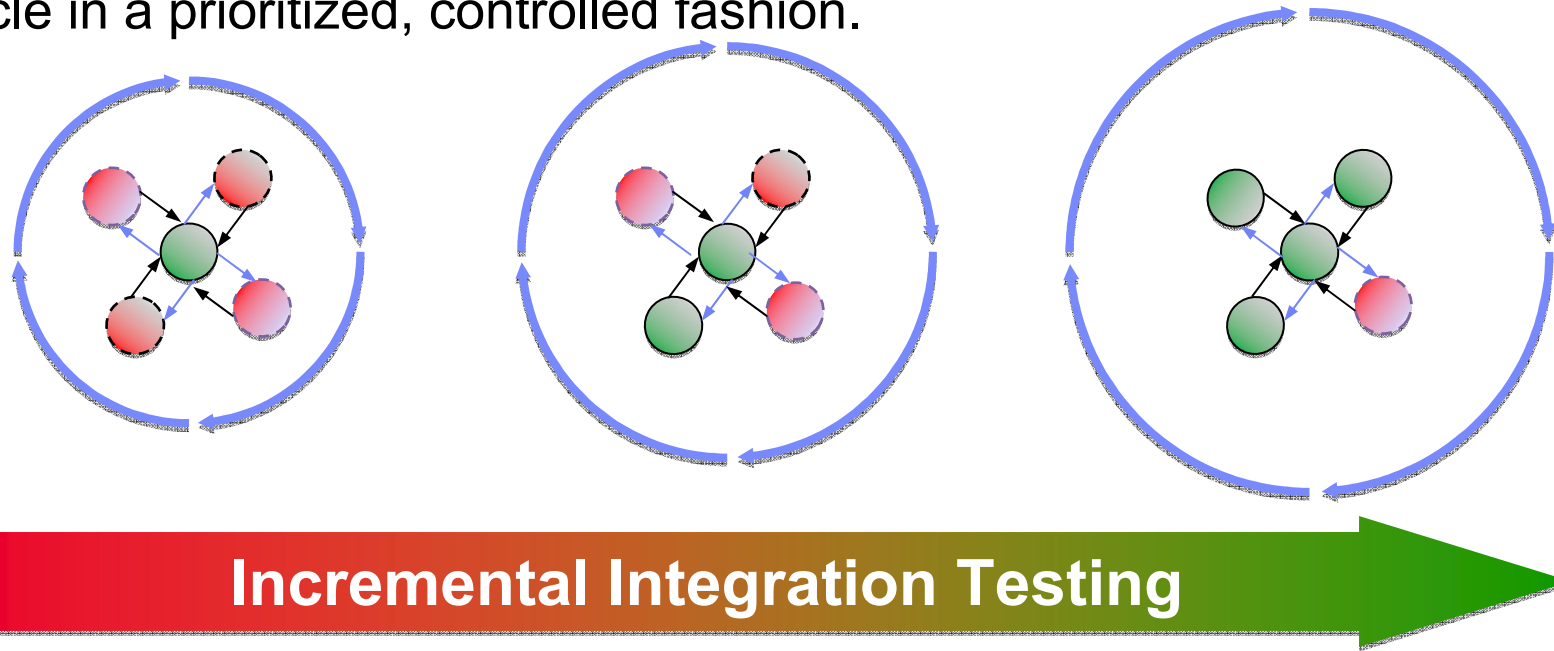 cle in a prioritized, controlled fashion.
Incremental Integration Testing